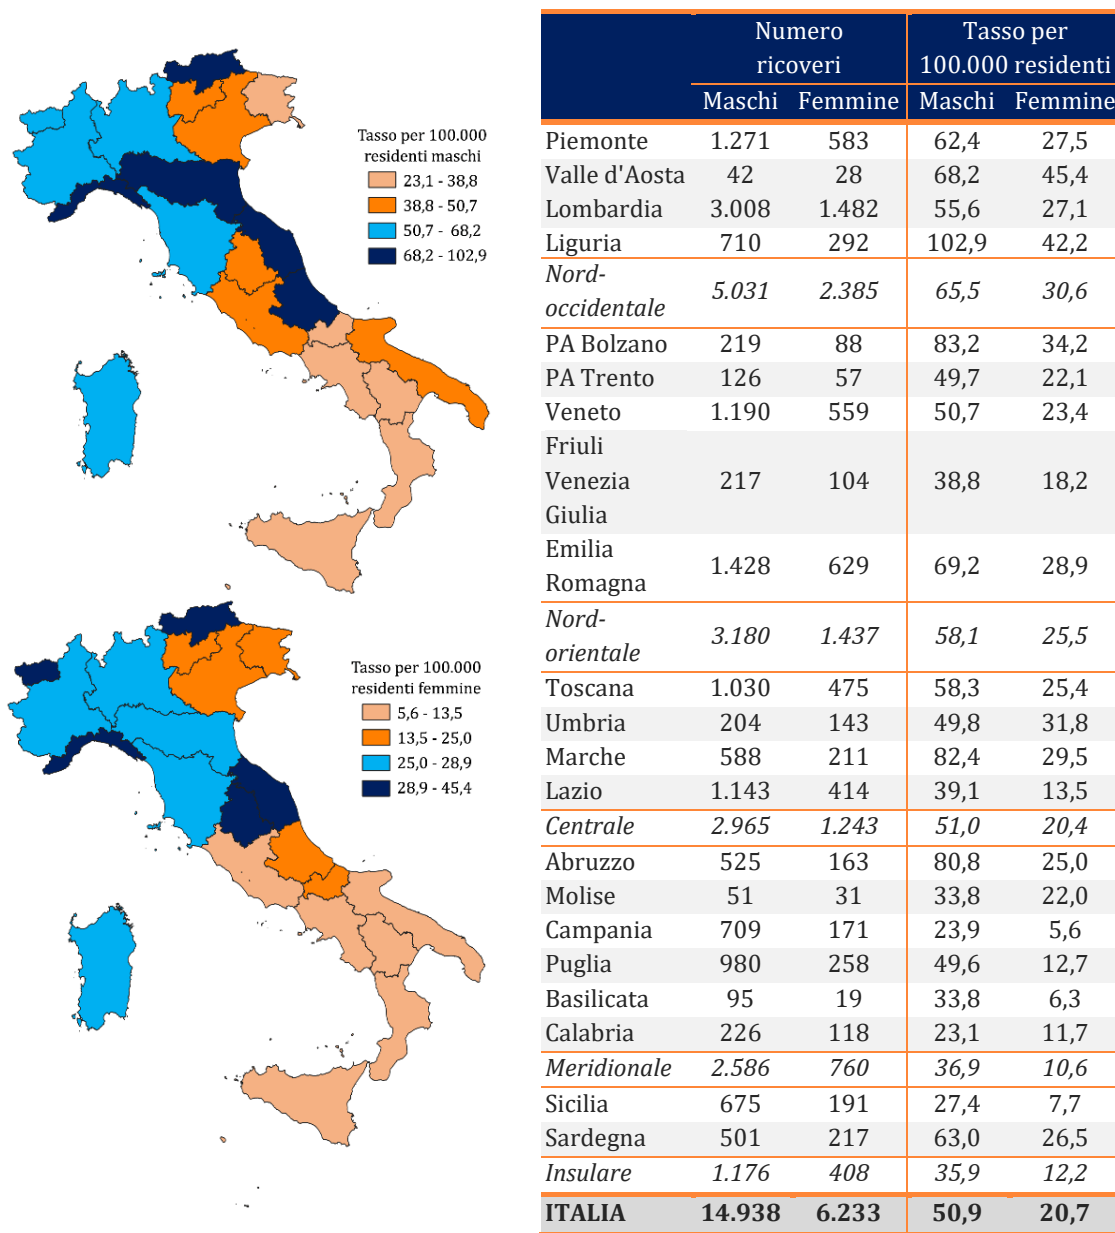 Tasso per 100.000
residenti maschi
23,1 - 38,8
38,8 - 50,7
50,7 - 68,2
68,2 - 102,9
Tasso per 100.000
residenti femmine
5,6 - 13,5
13,5 - 25,0
25,0 - 28,9
28,9 - 45,4
Numero Tasso per
ricoveri 100.000 residenti
Maschi Femmine Maschi Femmine
Piemonte 1.271 583 62,4 27,5
Valle d'Aosta 42 28 68,2 45,4
Lombardia 3.008 1.482 55,6 27,1
Liguria 710 292 102,9 42,2
Nord-
occidentale 5.031 2.385 65,5 30,6
PA Bolzano 219 88 83,2 34,2
PA Trento 126 57 49,7 22,1
Veneto 1.190 559 50,7 23,4
Friuli
Venezia 217 104 38,8 18,2
Giulia
Emilia
Romagna 1.428 629 69,2 28,9
Nord-
orientale 3.180 1.437 58,1 25,5
Toscana 1.030 475 58,3 25,4
Umbria 204 143 49,8 31,8
Marche 588 211 82,4 29,5
Lazio 1.143 414 39,1 13,5
Centrale 2.965 1.243 51,0 20,4
Abruzzo 525 163 80,8 25,0
Molise 51 31 33,8 22,0
Campania 709 171 23,9 5,6
Puglia 980 258 49,6 12,7
Basilicata 95 19 33,8 6,3
Calabria 226 118 23,1 11,7
Meridionale 2.586 760 36,9 10,6
Sicilia 675 191 27,4 7,7
Sardegna 501 217 63,0 26,5
Insulare 1.176 408 35,9 12,2
ITALIA 14.938 6.233 50,9 20,7